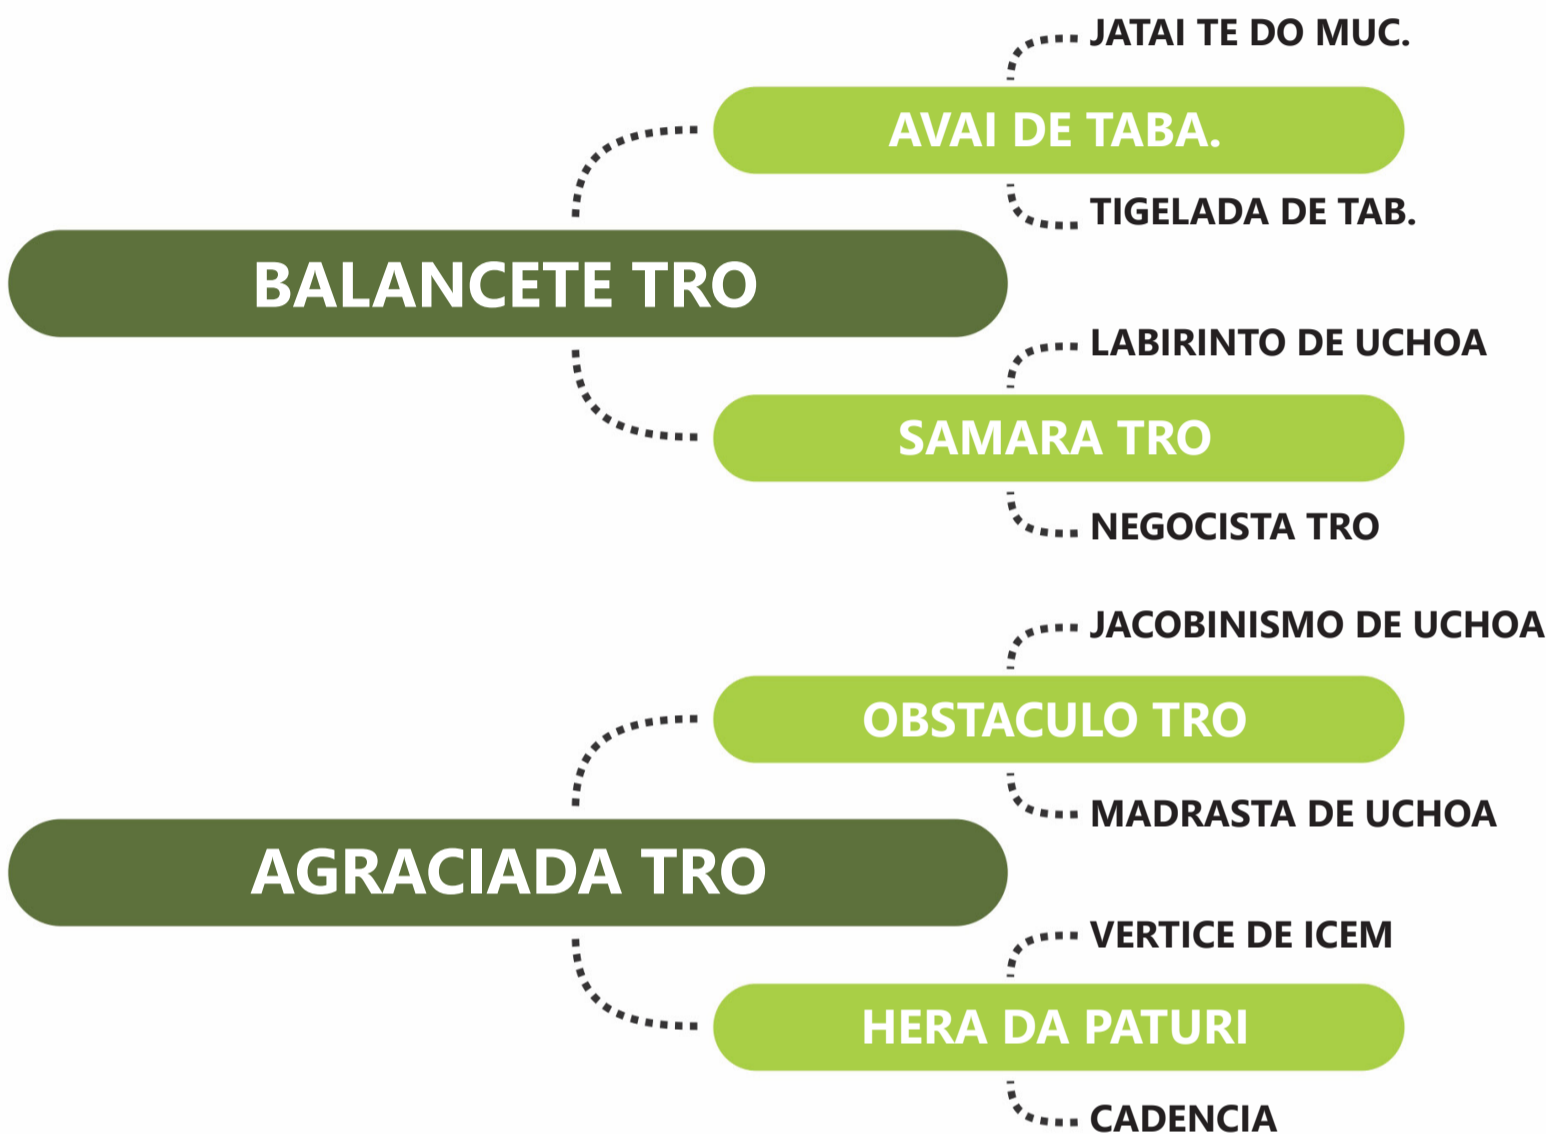 JATAI TE DO MUC.
AVAI DE TABA.
TIGELADA DE TAB.
BALANCETE TRO
LABIRINTO DE UCHOA
SAMARA TRO
NEGOCISTA TRO
JACOBINISMO DE UCHOA
OBSTACULO TRO
MADRASTA DE UCHOA
AGRACIADA TRO
VERTICE DE ICEM
HERA DA PATURI
CADENCIA